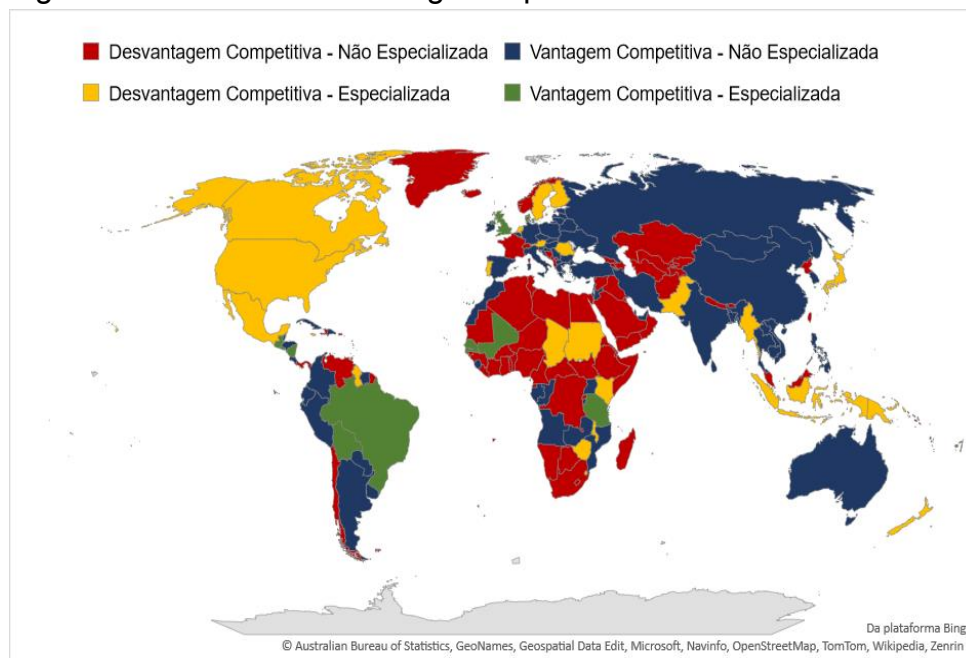 Desvantagem Competitiva - Não Especializada
Vantagem Competitiva - Não Especializada
Desvantagem Competitiva - Especializada
Vantagem Competitiva - Especializada
Da plataforma Bing
© Australian Bureau of Statistics, GeoNames, Geospatial Data Edit, Microsoft, Navinfo, OpenStreetMap, TomTom, Wikipedia, Zenrin